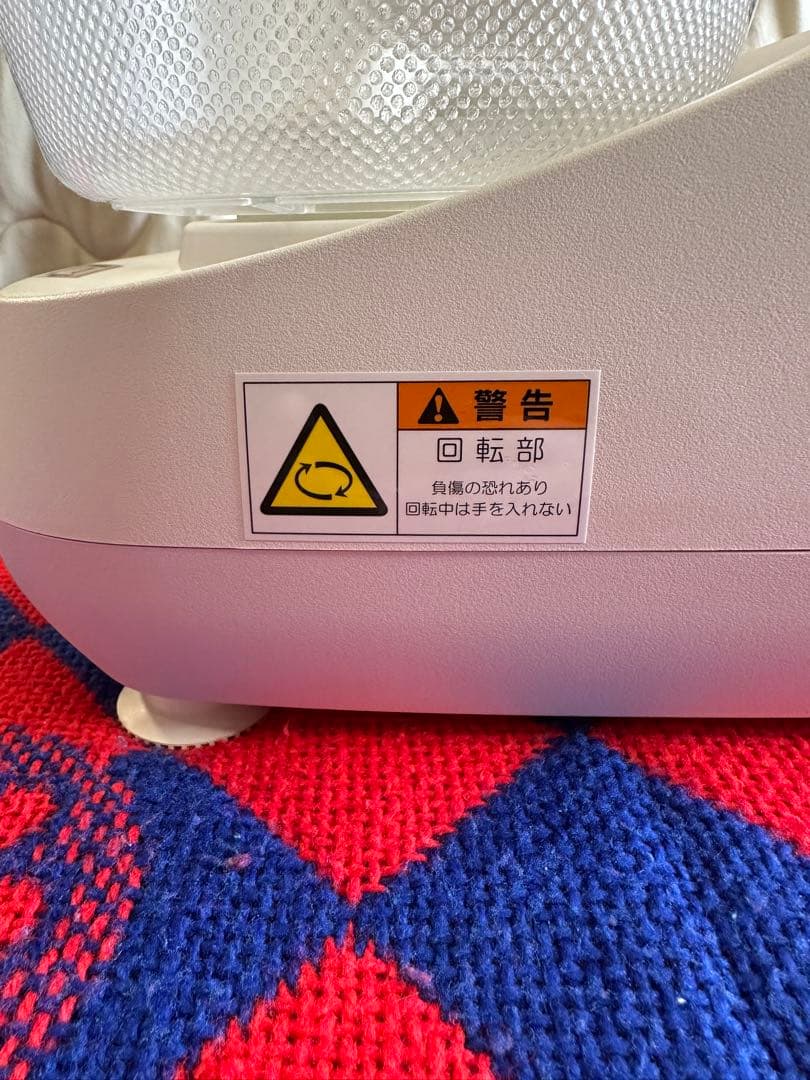 警告
回転部
負傷の恐れあり
回転中は手を入れない